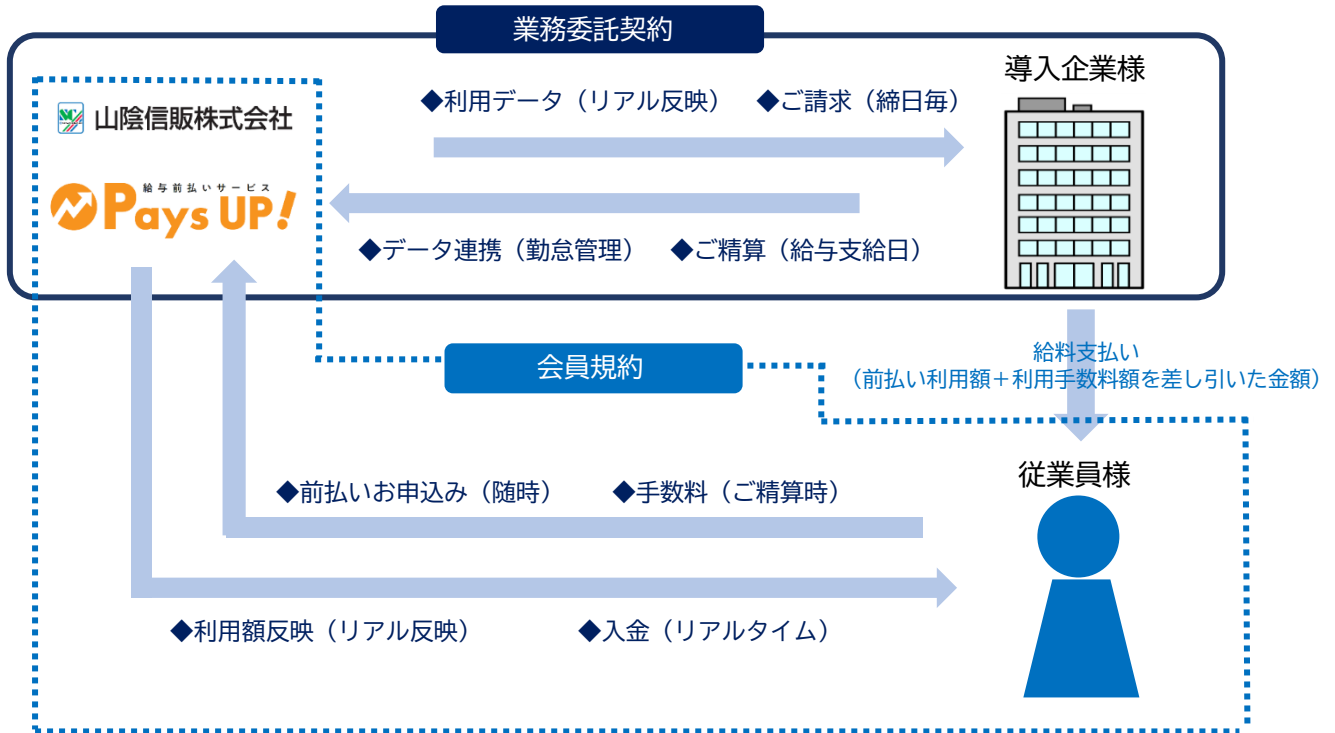 業務委託契約
導入企業様
◆利用データ（リアル反映） ◆ご請求（締日毎）
山陰信販株式会社
給与前払いサービス
Pays UP!
◆データ連携（勤怠管理） ◆ご精算（給与支給日）
会員規約
給料支払い
（前払い利用額＋利用手数料額を差し引いた金額）
従業員様
◆前払いお申込み（随時） ◆手数料（ご精算時）
◆利用額反映（リアル反映） ◆入金（リアルタイム）